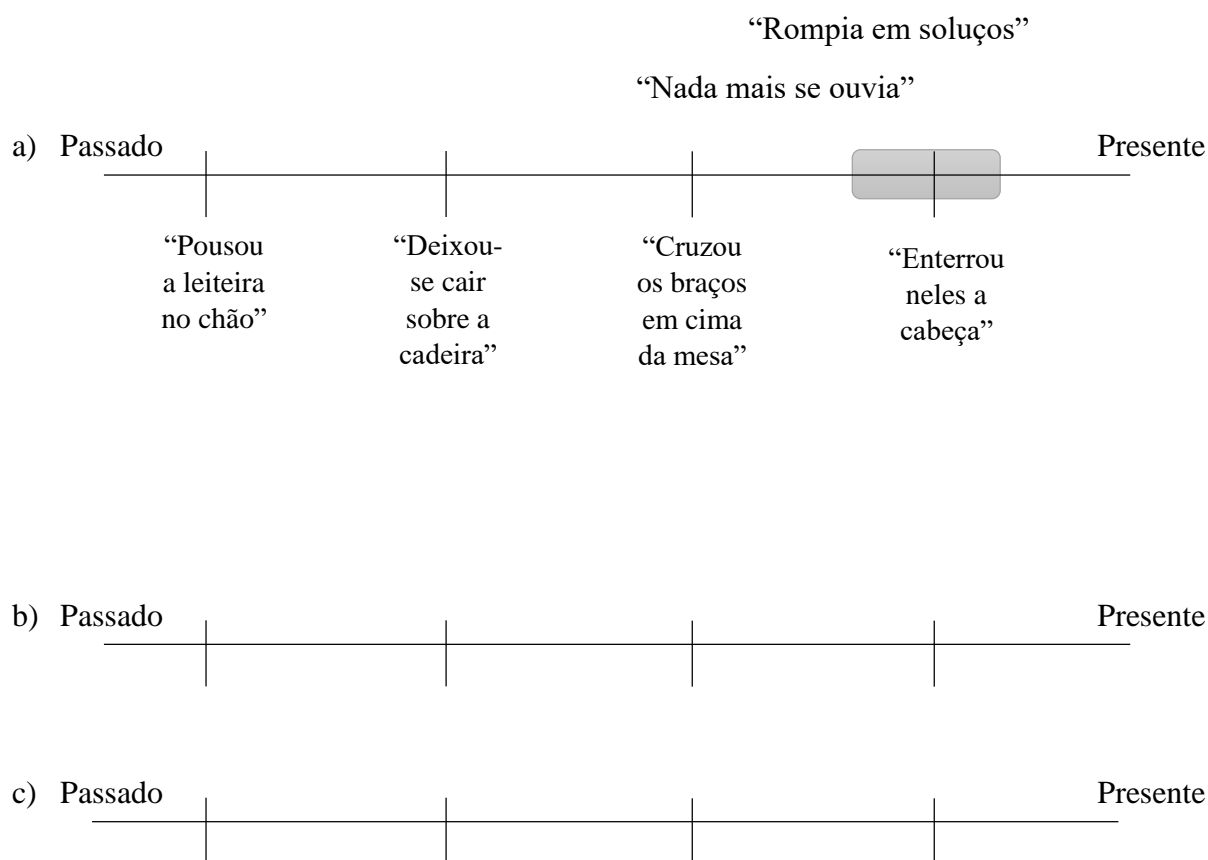 “Rompia em soluços”
“Nada mais se ouvia”
a) Passado
Presente
“Pousou
a leiteira
no chão”
“Deixou-
se cair
sobre a
cadeira”
“Cruzou
os braços
em cima
da mesa”
“Enterrou
neles a
cabeça”
b) Passado
Presente
c) Passado
Presente